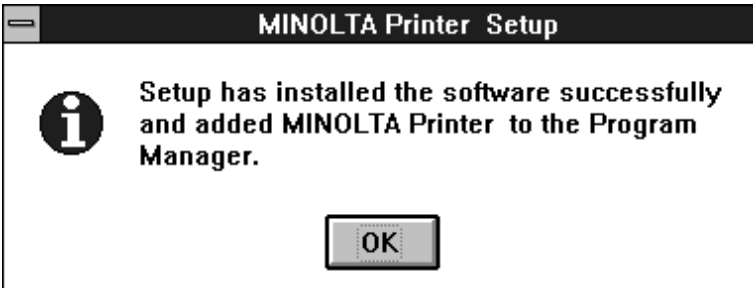 MINOLTA Printer  Setup
Setup has installed the software successfully
and added MINOLTA Printer  to the Program
Manager.
OK